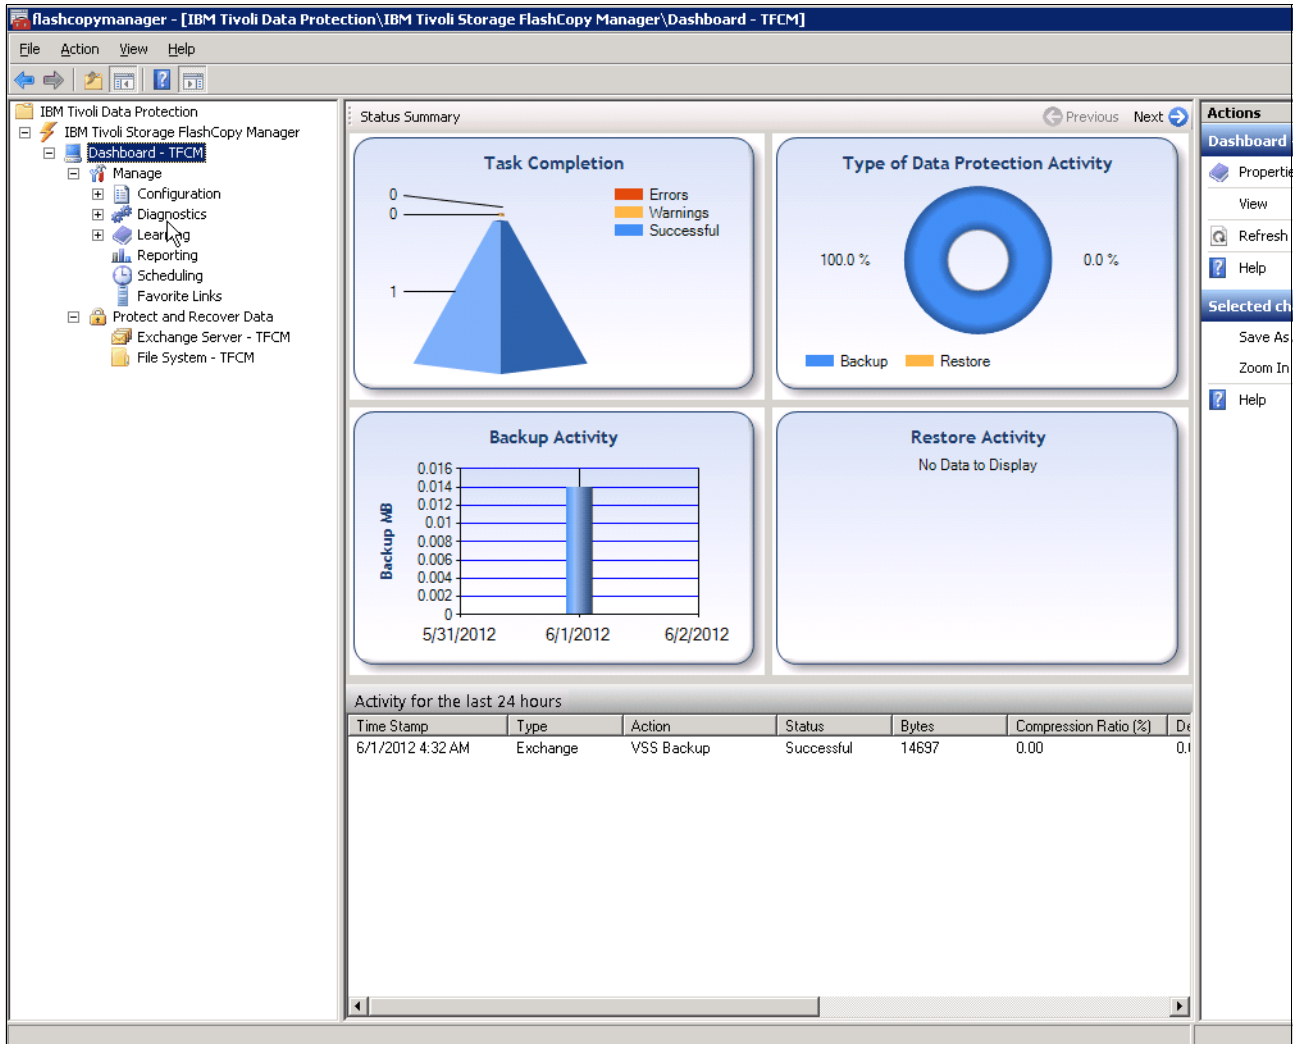 flashcopymanager - [IBM Tivoli Data Protection\IBM Tivoli Storage FlashCopy Manager\Dashboard - TFCM]
File Action View Help
IBM Tivoli Data Protection
IBM Tivoli Storage FlashCopy Manager
Dashboard - TFCM
Manage
Configuration
Diagnostics
Learning
Reporting
Scheduling
Favorite Links
Protect and Recover Data
Exchange Server - TFCM
File System - TFCM
Status Summary Previous Next
Task Completion
0
0
1
Errors
Warnings
Successful
Type of Data Protection Activity
100.0 % 0.0 %
Backup Restore
Backup Activity
Backup MB
0.016
0.014
0.012
0.01
0.008
0.006
0.004
0.002
0
5/31/2012 6/1/2012 6/2/2012
Restore Activity
No Data to Display
Activity for the last 24 hours
Time Stamp Type Action Status Bytes Compression Ratio (%) De
6/1/2012 4:32 AM Exchange VSS Backup Successful 14697 0.00 0.
Actions
Dashboard
Propertie
View
Refresh
Help
Selected ch
Save As
Zoom In
Help